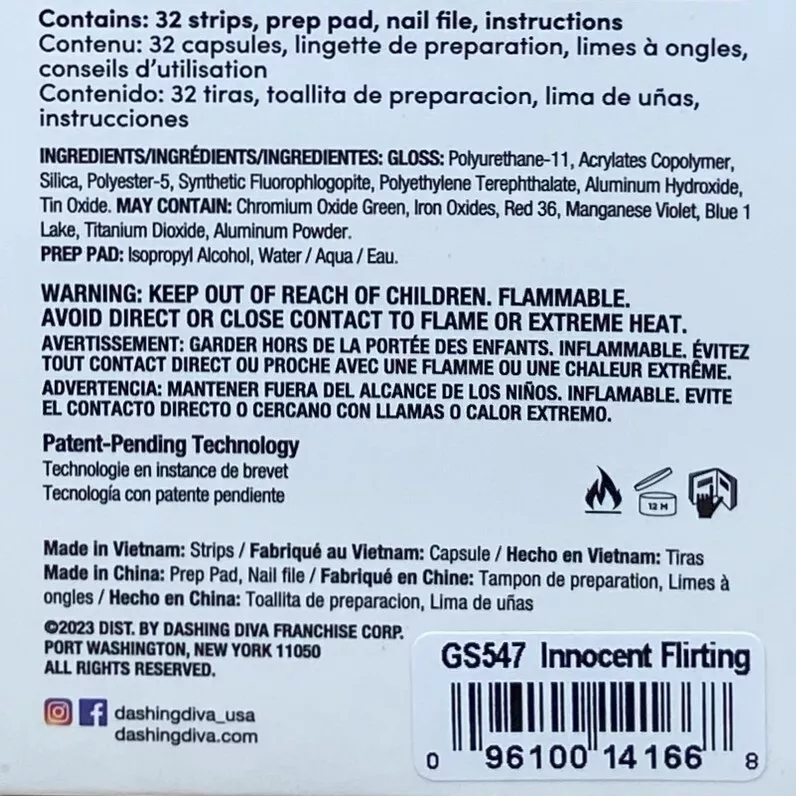 Contains: 32 strips, prep pad, nail file, instructions
Contenu: 32 capsules, lingette de preparation, limes à ongles,
conseils d'utilisation
Contenido: 32 tiras, toallita de preparacion, lima de uñas,
instrucciones
INGREDIENTS/INGRÉDIENTS/INGREDIENTES: GLOSS: Polyurethane-11, Acrylates Copolymer,
Silica, Polyester-5, Synthetic Fluorophlogopite, Polyethylene Terephthalate, Aluminum Hydroxide,
Tin Oxide. MAY CONTAIN: Chromium Oxide Green, Iron Oxides, Red 36, Manganese Violet, Blue 1
Lake, Titanium Dioxide, Aluminum Powder.
PREP PAD: Isopropyl Alcohol, Water / Aqua / Eau.
WARNING: KEEP OUT OF REACH OF CHILDREN. FLAMMABLE.
AVOID DIRECT OR CLOSE CONTACT TO FLAME OR EXTREME HEAT.
AVERTISSEMENT: GARDER HORS DE LA PORTÉE DES ENFANTS. INFLAMMABLE. ÉVITEZ
TOUT CONTACT DIRECT OU PROCHE AVEC UNE FLAMME OU UNE CHALEUR EXTRÊME.
ADVERTENCIA: MANTENER FUERA DEL ALCANCE DE LOS NIÑOS. INFLAMABLE. EVITE
EL CONTACTO DIRECTO O CERCANO CON LLAMAS O CALOR EXTREMO.
Patent-Pending Technology
Technologie en instance de brevet
Tecnología con patente pendiente
12 M
Made in Vietnam: Strips / Fabriqué au Vietnam: Capsule / Hecho en Vietnam: Tiras
Made in China: Prep Pad, Nail file / Fabriqué en Chine: Tampon de preparation, Limes à
ongles / Hecho en China: Toallita de preparacion, Lima de uñas
©2023 DIST. BY DASHING DIVA FRANCHISE CORP.
PORT WASHINGTON, NEW YORK 11050
ALL RIGHTS RESERVED.
GS547 Innocent Flirting
dashingdiva_usa
dashingdiva.com
0 96100 14166 8